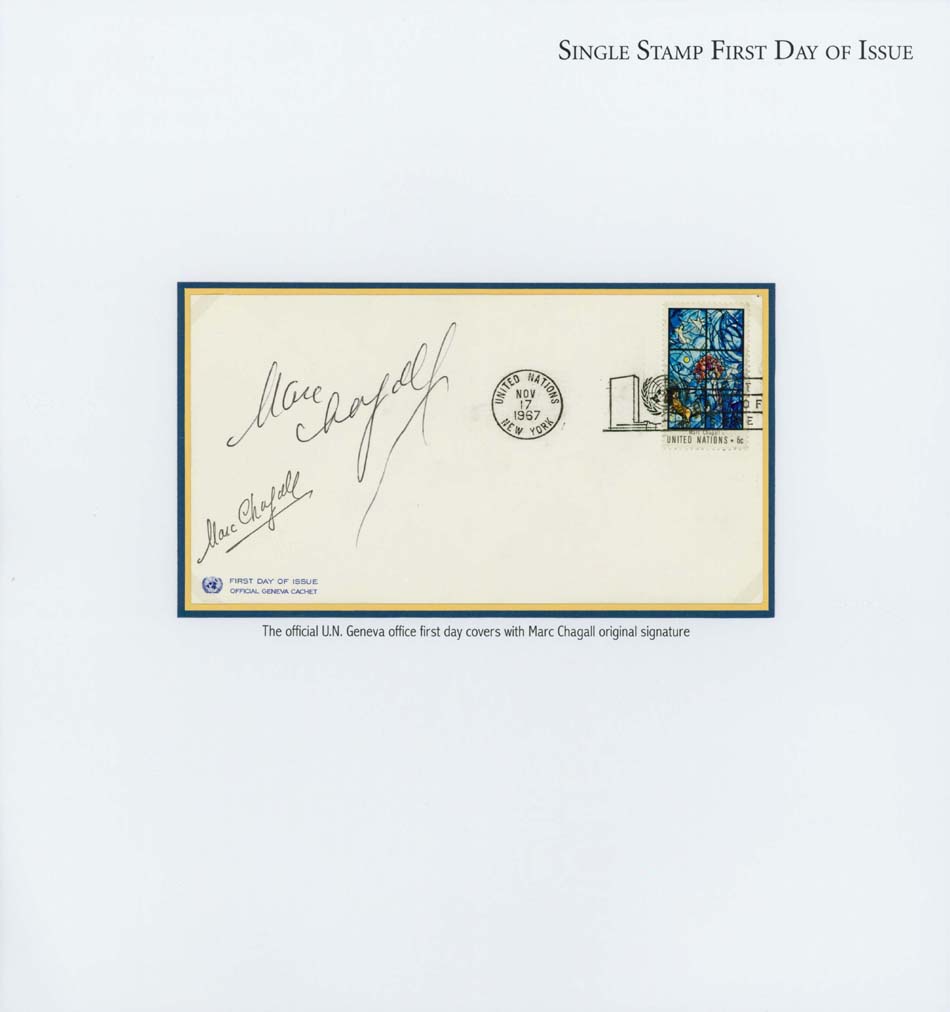 SINGLE STAMP FIRST DAY OF ISSUE
Marc Chagall
UNITED NATIONS
NOV
17
1967
NEW YORK
Marc Chagall
UNITED NATIONS • 6c
Marc Chagall
FIRST DAY OF ISSUE
OFFICIAL GENEVA CACHET
The official U.N. Geneva office first day covers with Marc Chagall original signature